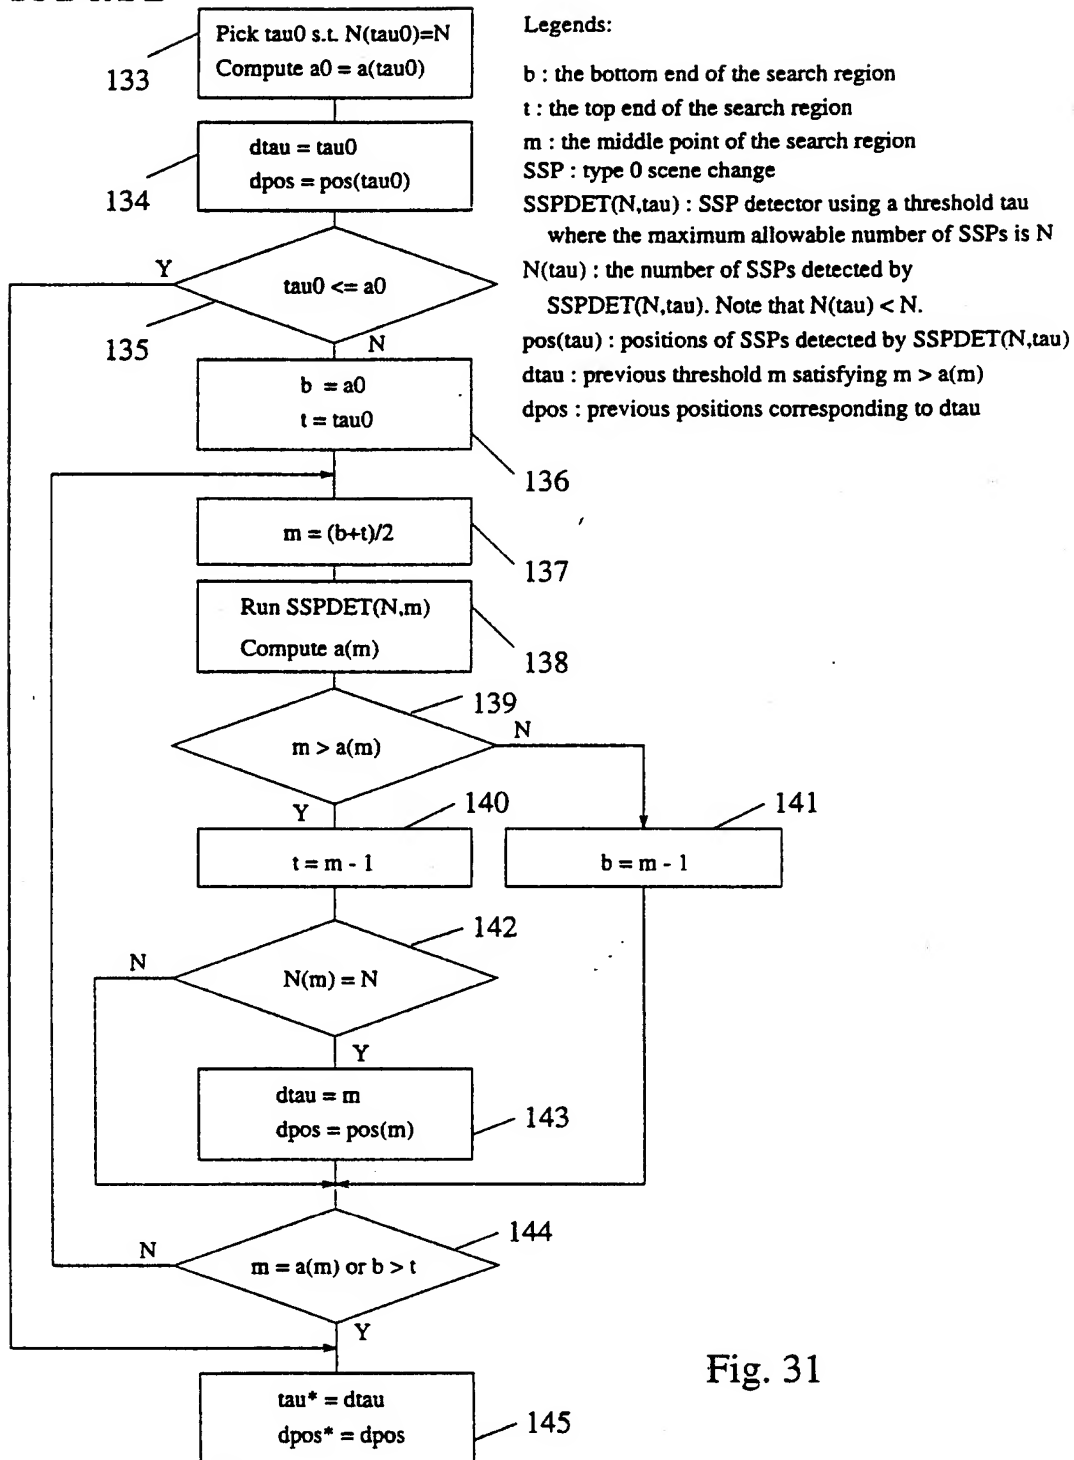 Pick tau0 s.t. N(tau0)=N
Compute a0 = a(tau0)
133
dtau = tau0
dpos = pos(tau0)
134
Y
tau0 <= a0
135
N
b = a0
t = tau0
136
m = (b+t)/2
137
Run SSPDET(N,m)
Compute a(m)
138
139
m > a(m)
N
Y
140
141
t = m - 1
b = m - 1
142
N
N(m) = N
Y
dtau = m
dpos = pos(m)
143
144
N
m = a(m) or b > t
Y
tau* = dtau
dpos* = dpos
145
Legends:
b : the bottom end of the search region
t : the top end of the search region
m : the middle point of the search region
SSP : type 0 scene change
SSPDET(N,tau) : SSP detector using a threshold tau
where the maximum allowable number of SSPs is N
N(tau) : the number of SSPs detected by
SSPDET(N,tau). Note that N(tau) < N.
pos(tau) : positions of SSPs detected by SSPDET(N,tau)
dtau : previous threshold m satisfying m > a(m)
dpos : previous positions corresponding to dtau
Fig. 31